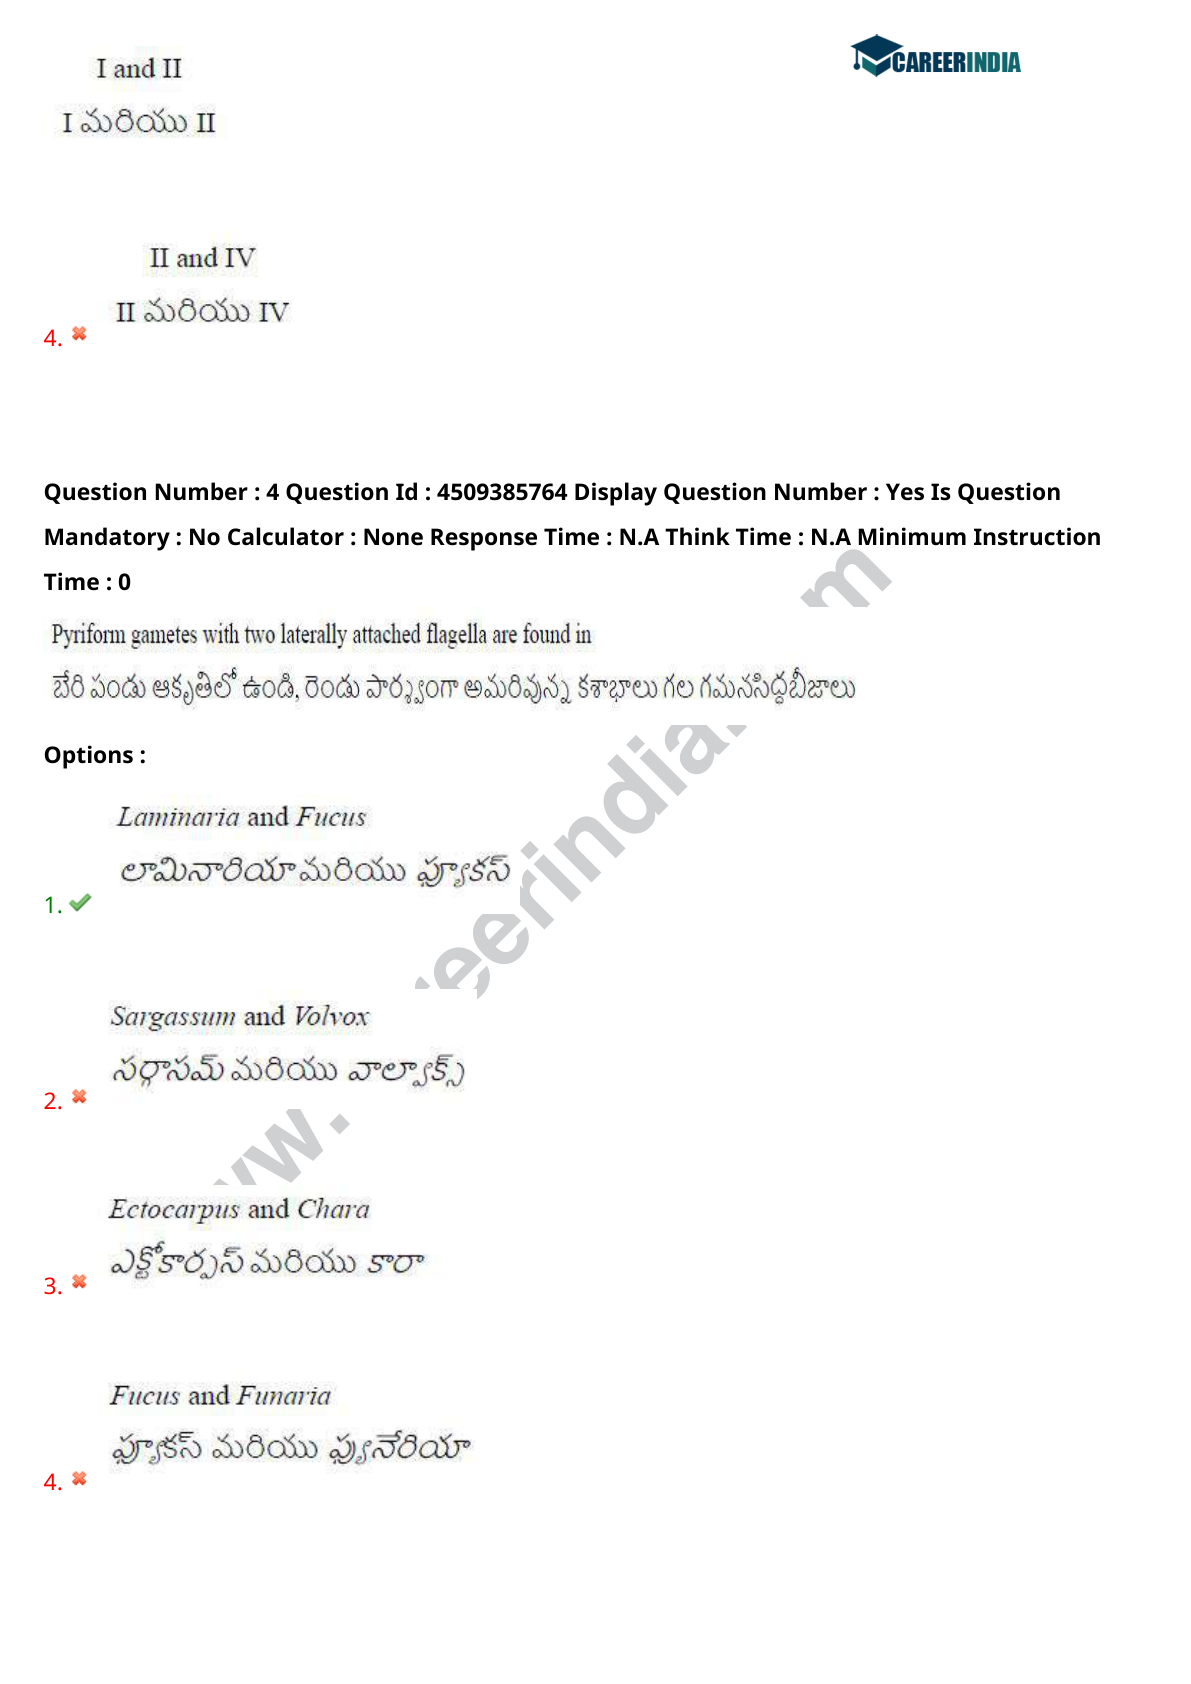 CAREERINDIA
I and II
I మరియు II
II and IV
II మరియు IV
4.
Question Number : 4 Question Id : 4509385764 Display Question Number : Yes Is Question
Mandatory : No Calculator : None Response Time : N.A Think Time : N.A Minimum Instruction
Time : 0
Pyriform gametes with two laterally attached flagella are found in
బేరి పండు ఆకృతిలో ఉండి, రెండు పార్శ్వంగా అమరివున్న కశాభాలు గల గమనసిద్ధబీజాలు
Options :
Laminaria and Fucus
లామినారియా మరియు ఫ్యూకస్
1.
Sargassum and Volvox
సర్గాసమ్ మరియు వాల్వాక్స్
2.
Ectocarpus and Chara
ఎక్టోకార్పస్ మరియు కారా
3.
Fucus and Funaria
ఫ్యూకస్ మరియు ఫ్యునేరియా
4.